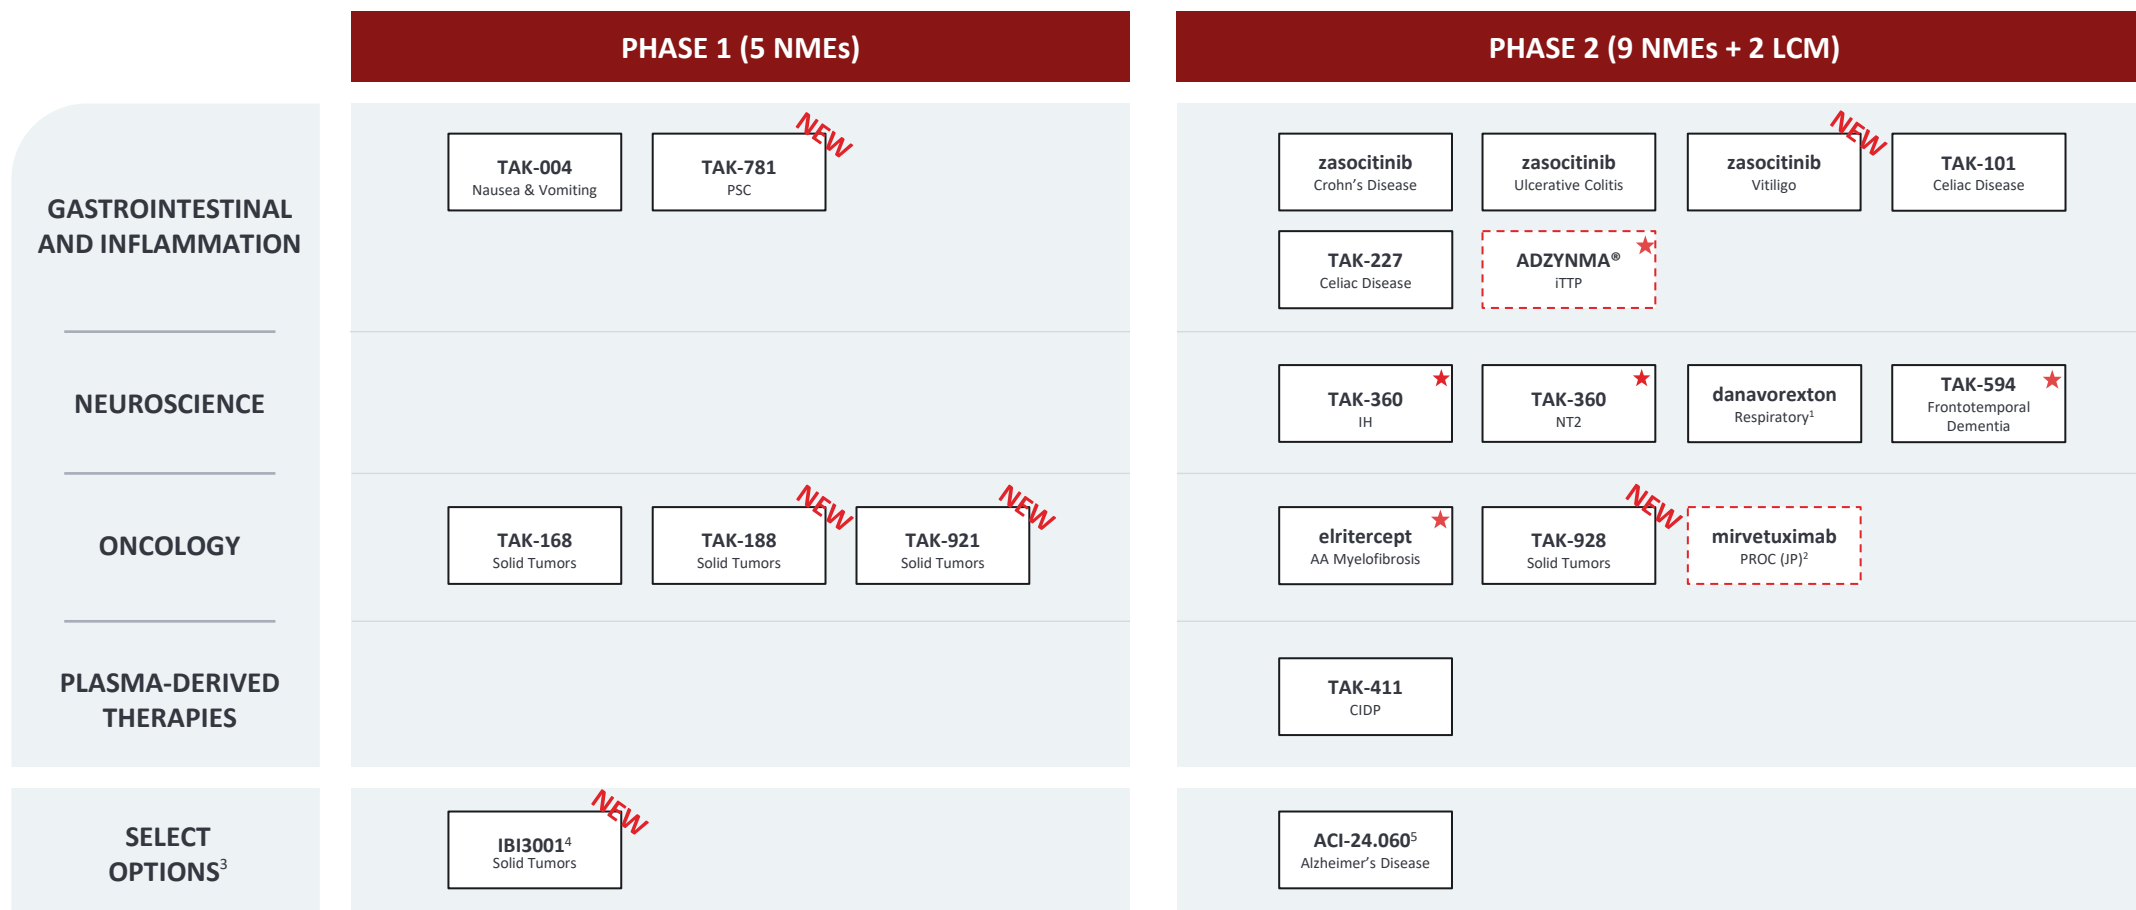 PHASE 1 (5 NMEs)
PHASE 2 (9 NMEs + 2 LCM)
GASTROINTESTINAL
AND INFLAMMATION
TAK-004
Nausea & Vomiting
NEW
TAK-781
PSC
zasocitinib
Crohn's Disease
zasocitinib
Ulcerative Colitis
NEW
zasocitinib
Vitiligo
TAK-101
Celiac Disease
TAK-227
Celiac Disease
ADZYNMA®
iTTP
NEUROSCIENCE
TAK-360
IH
TAK-360
NT2
danavorexton
Respiratory¹
TAK-594
Frontotemporal
Dementia
ONCOLOGY
TAK-168
Solid Tumors
NEW
TAK-188
Solid Tumors
NEW
TAK-921
Solid Tumors
elritercept
AA Myelofibrosis
NEW
TAK-928
Solid Tumors
mirvetuximab
PROC (JP)²
PLASMA-DERIVED
THERAPIES
TAK-411
CIDP
SELECT
OPTIONS³
NEW
IBI3001⁴
Solid Tumors
ACI-24.060⁵
Alzheimer's Disease